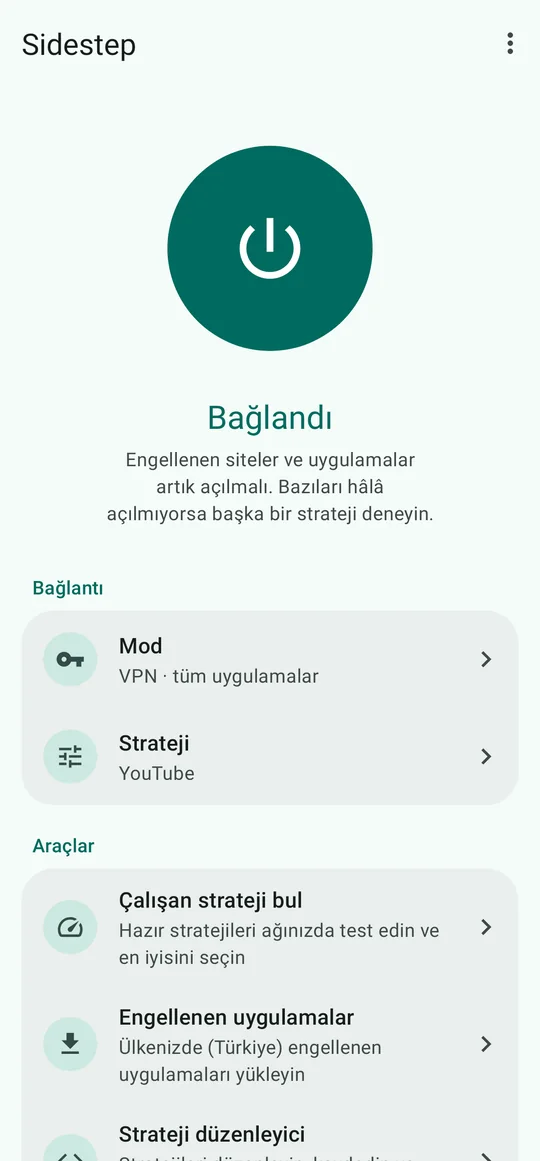 Sidestep
Bağlandı
Engellenen siteler ve uygulamalar
artık açılmalı. Bazıları hâlâ
açılmıyorsa başka bir strateji deneyin.
Bağlantı
Mod
VPN · tüm uygulamalar
Strateji
YouTube
Araçlar
Çalışan strateji bul
Hazır stratejileri ağınızda test edin ve
en iyisini seçin
Engellenen uygulamalar
Ülkenizde (Türkiye) engellenen
uygulamaları yükleyin
Strateji düzenleyici